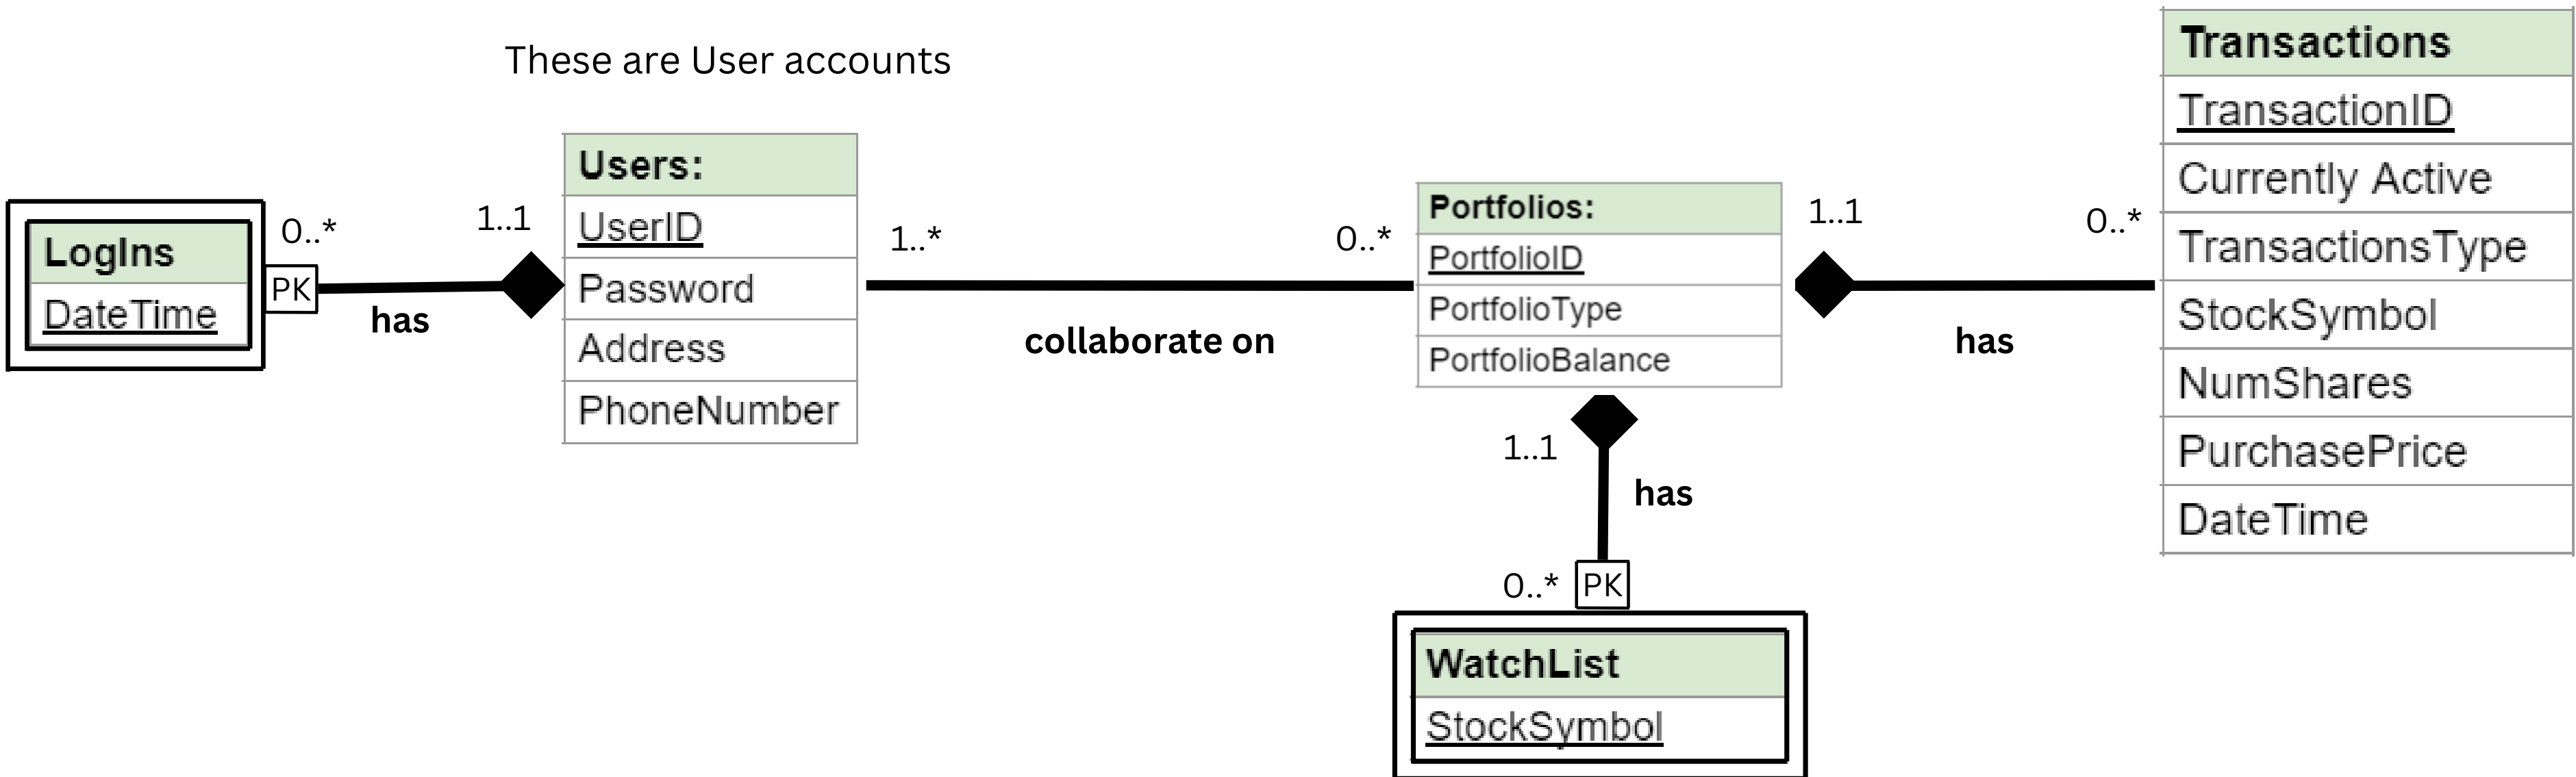 These are User accounts
LogIns
DateTime
0..*
PK
has
1..1
Users:
UserID
Password
Address
PhoneNumber
1..*
collaborate on
0..*
Portfolios:
PortfolioID
PortfolioType
PortfolioBalance
1..1
has
0..*
Transactions
TransactionID
Currently Active
TransactionsType
StockSymbol
NumShares
PurchasePrice
DateTime
1..1
has
0..*
PK
WatchList
StockSymbol